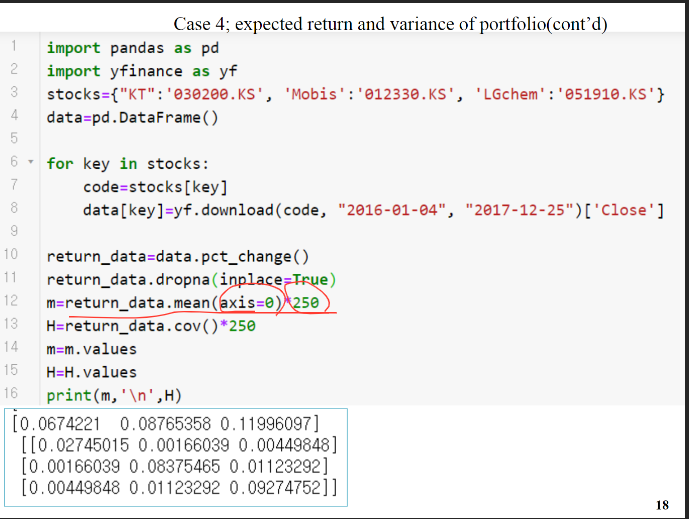 Case 4; expected return and variance of portfolio(cont’d)
1 import pandas as pd
2 import yfinance as yf
3 stocks={"KT":'030200.KS', 'Mobis':'012330.KS', 'LGchem':'051910.KS'}
4 data=pd.DataFrame()
5
6 for key in stocks:
7     code=stocks[key]
8     data[key]=yf.download(code, "2016-01-04", "2017-12-25")['Close']
9
10 return_data=data.pct_change()
11 return_data.dropna(inplace=True)
12 m=return_data.mean(axis=0)*250
13 H=return_data.cov()*250
14 m=m.values
15 H=H.values
16 print(m,'\n',H)
[0.0674221  0.08765358 0.11996097]
[[0.02745015 0.00166039 0.00449848]
[0.00166039 0.08375465 0.01123292]
[0.00449848 0.01123292 0.09274752]]
18